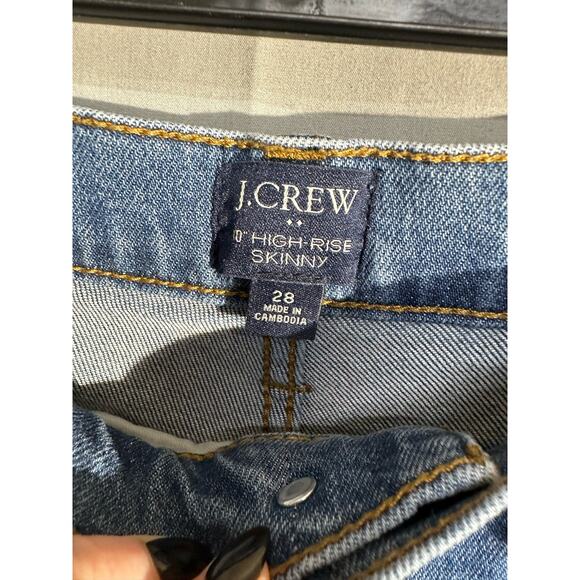 J.CREW
10" HIGH-RISE
SKINNY
28
MADE IN
CAMBODIA